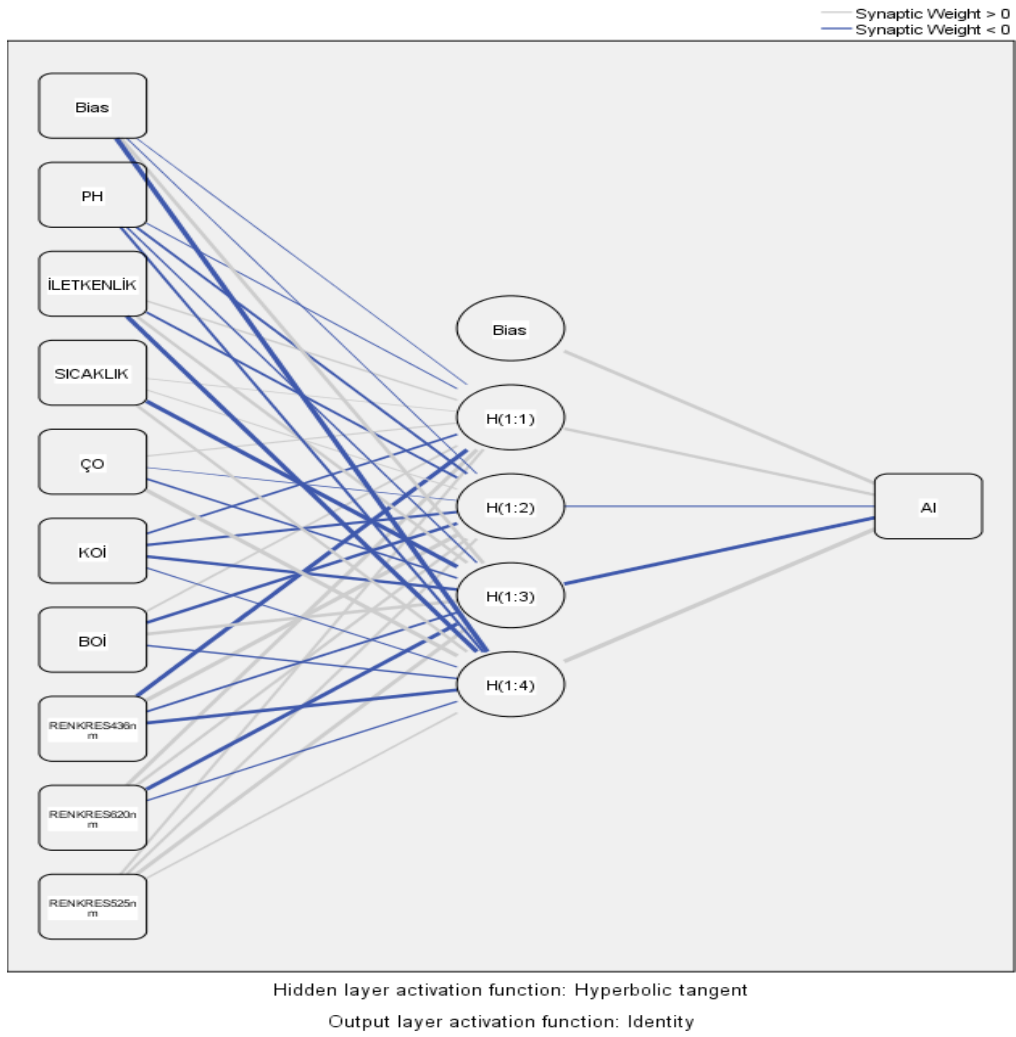 Synaptic Weight > 0
Synaptic Weight < 0
Bias
PH
İLETKENLİK
SICAKLIK
ÇO
KOİ
BOİ
RENKRES436n
m
RENKRES620n
m
RENKRES525n
m
Bias
H(1:1)
H(1:2)
H(1:3)
H(1:4)
AI
Hidden layer activation function: Hyperbolic tangent
Output layer activation function: Identity